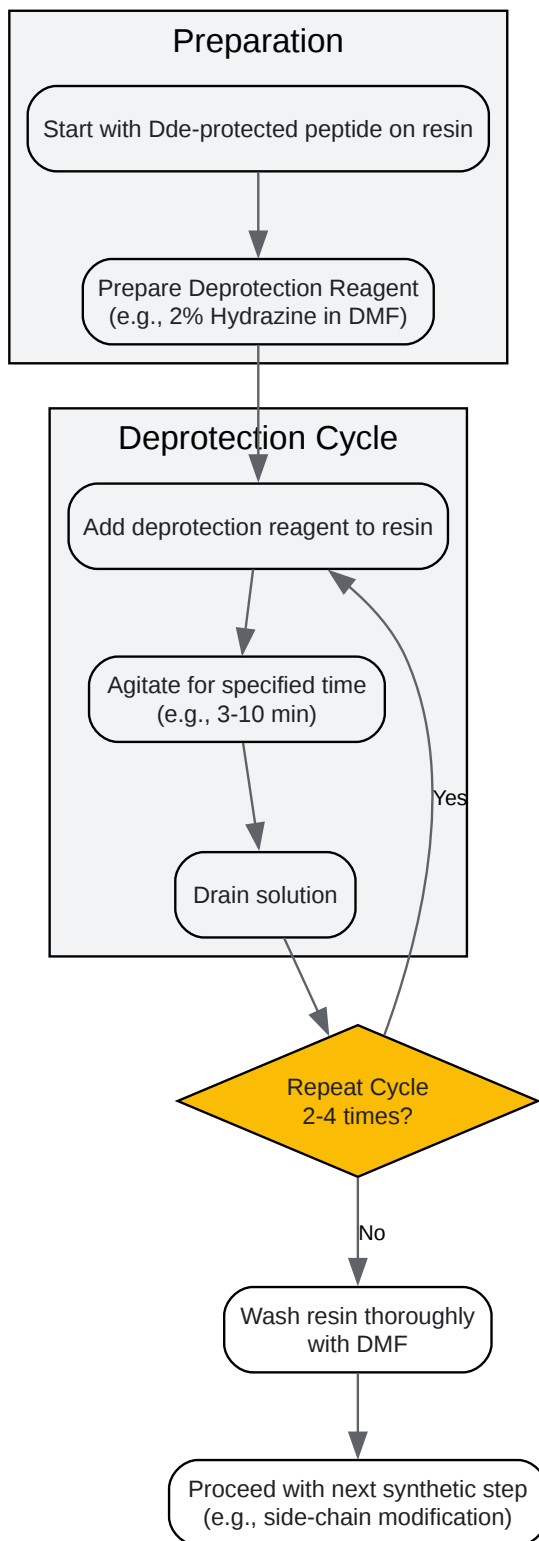 Preparation
Start with Dde-protected peptide on resin
Prepare Deprotection Reagent
(e.g., 2% Hydrazine in DMF)
Deprotection Cycle
Add deprotection reagent to resin
Agitate for specified time
(e.g., 3-10 min)
Yes
Drain solution
Repeat Cycle
2-4 times?
No
Wash resin thoroughly
with DMF
Proceed with next synthetic step
(e.g., side-chain modification)